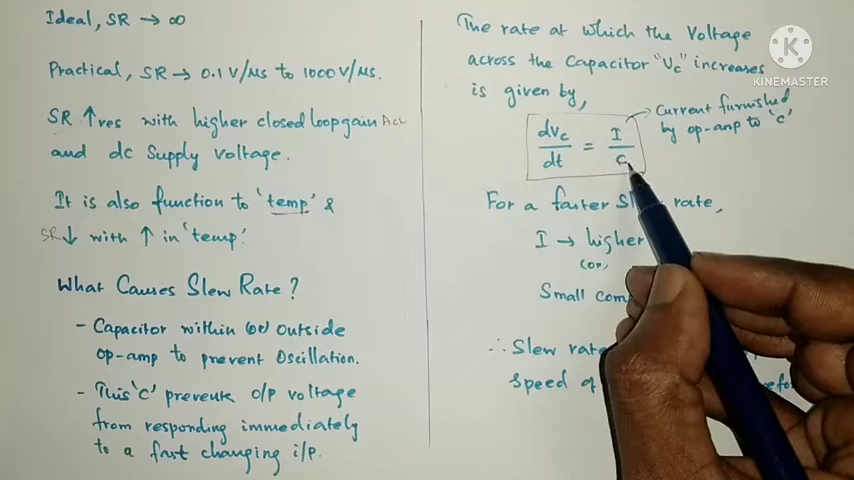 Ideal, SR → ∞
Practical, SR → 0.1 V/μs to 1000 V/μs.
SR ↑res with higher closed loop gain ACL
and dc Supply voltage.
It is also function to 'temp' &
SR↓ with ↑ in 'temp'.
What Causes Slew Rate?
- Capacitor within (or) outside
op-amp to prevent Oscillation.
- This 'C' prevents O/P voltage
from responding immediately
to a fast changing i/P.
The rate at which the Voltage
across the Capacitor "Vc" increases
is given by,
dVc/dt = I/C
Current furnished
by op-amp to 'C'
For a faster Sl rate,
I → higher
(or)
Small
∴ Slew rate
speed of
KINEMASTER